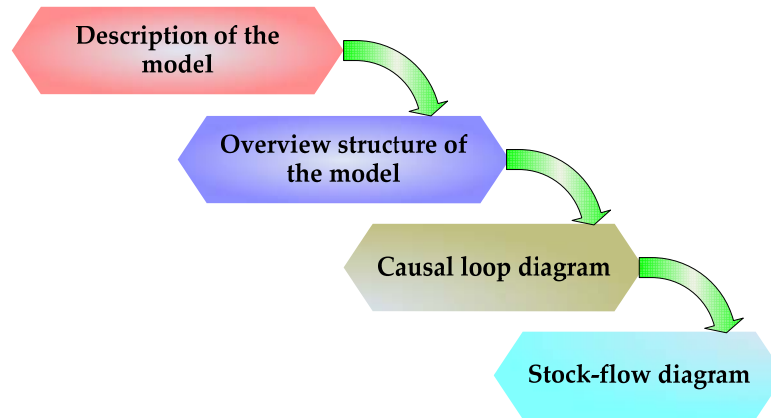 Description of the
model
Overview structure of
the model
Causal loop diagram
Stock-flow diagram